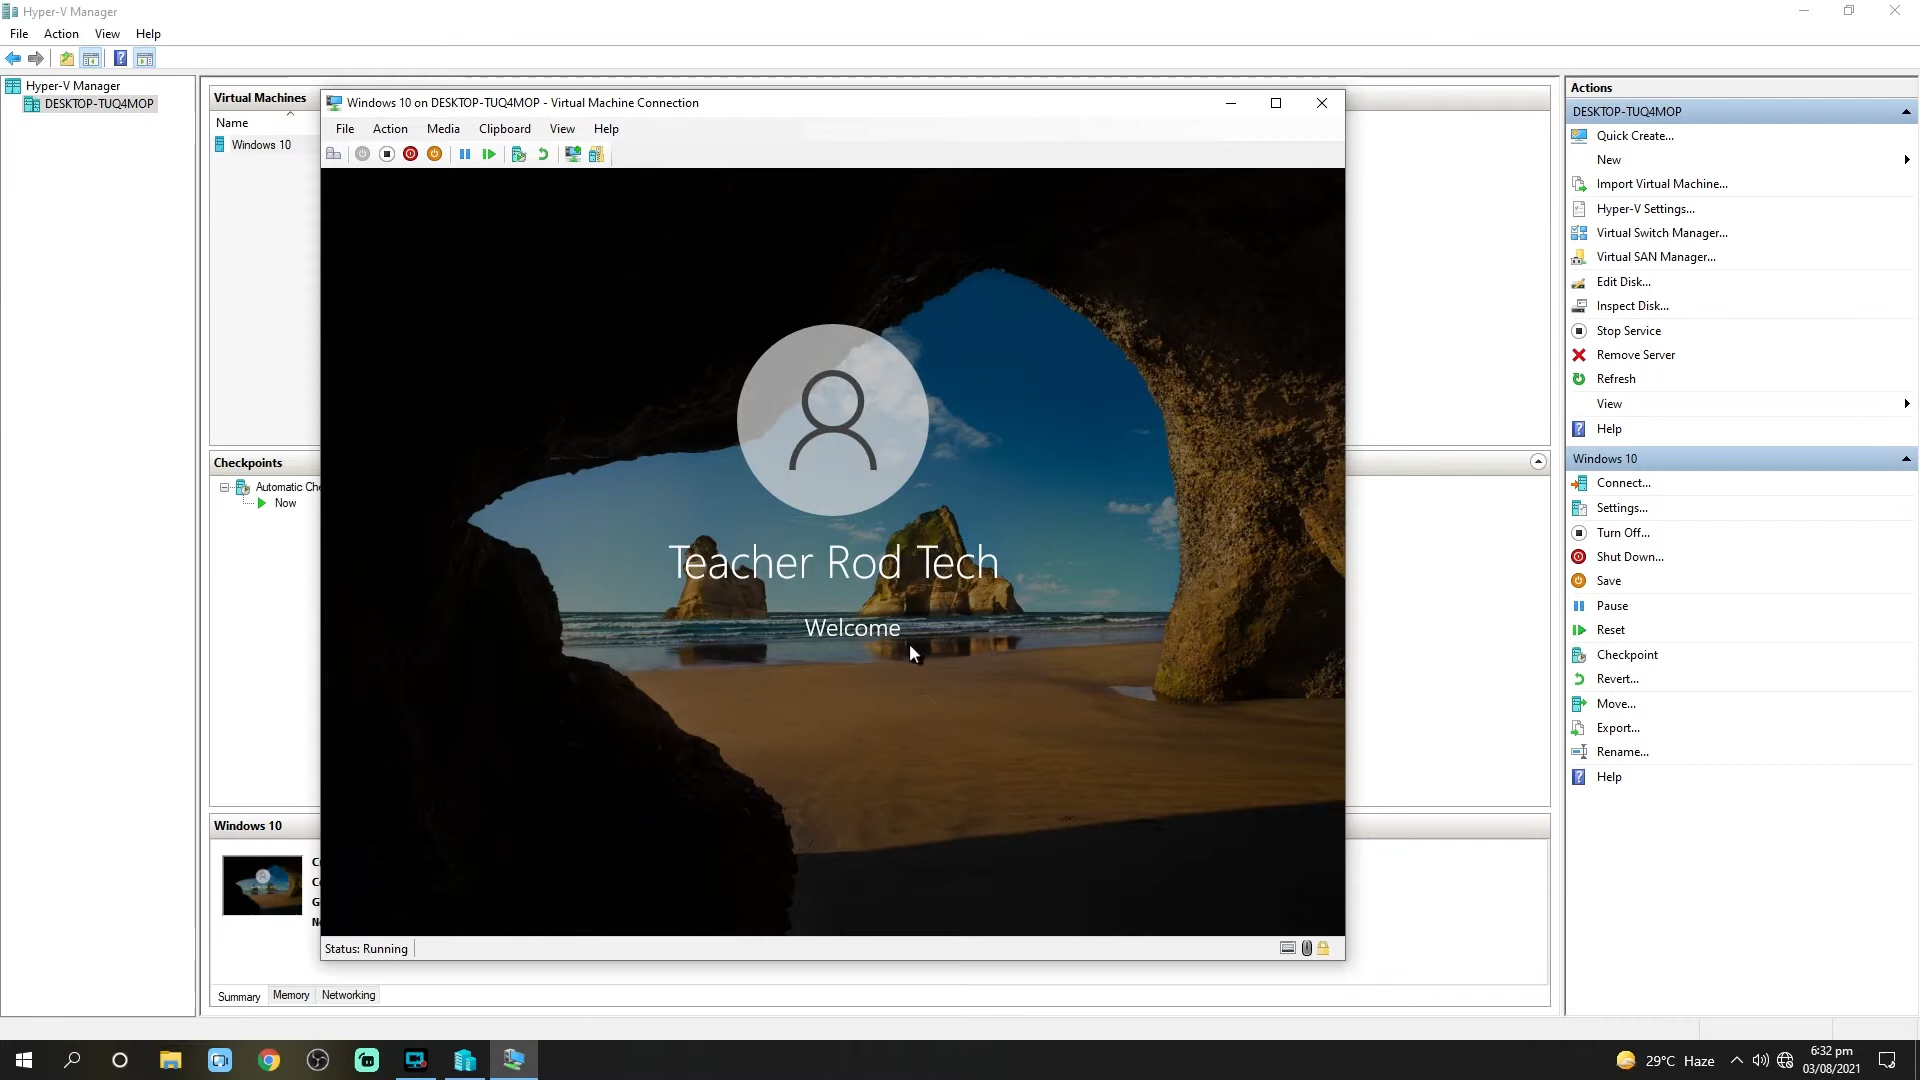 Hyper-V Manager
File Action View Help
Hyper-V Manager
DESKTOP-TUQ4MOP
Virtual Machines
Name
Windows 10
Checkpoints
Automatic Che
Now
Windows 10
Summary Memory Networking
Windows 10 on DESKTOP-TUQ4MOP - Virtual Machine Connection
File Action Media Clipboard View Help
Teacher Rod Tech
Welcome
Status: Running
Actions
DESKTOP-TUQ4MOP
Quick Create...
New
Import Virtual Machine...
Hyper-V Settings...
Virtual Switch Manager...
Virtual SAN Manager...
Edit Disk...
Inspect Disk...
Stop Service
Remove Server
Refresh
View
Help
Windows 10
Connect...
Settings...
Turn Off...
Shut Down...
Save
Pause
Reset
Checkpoint
Revert...
Move...
Export...
Rename...
Help
29°C Haze
6:32 pm
03/08/2021